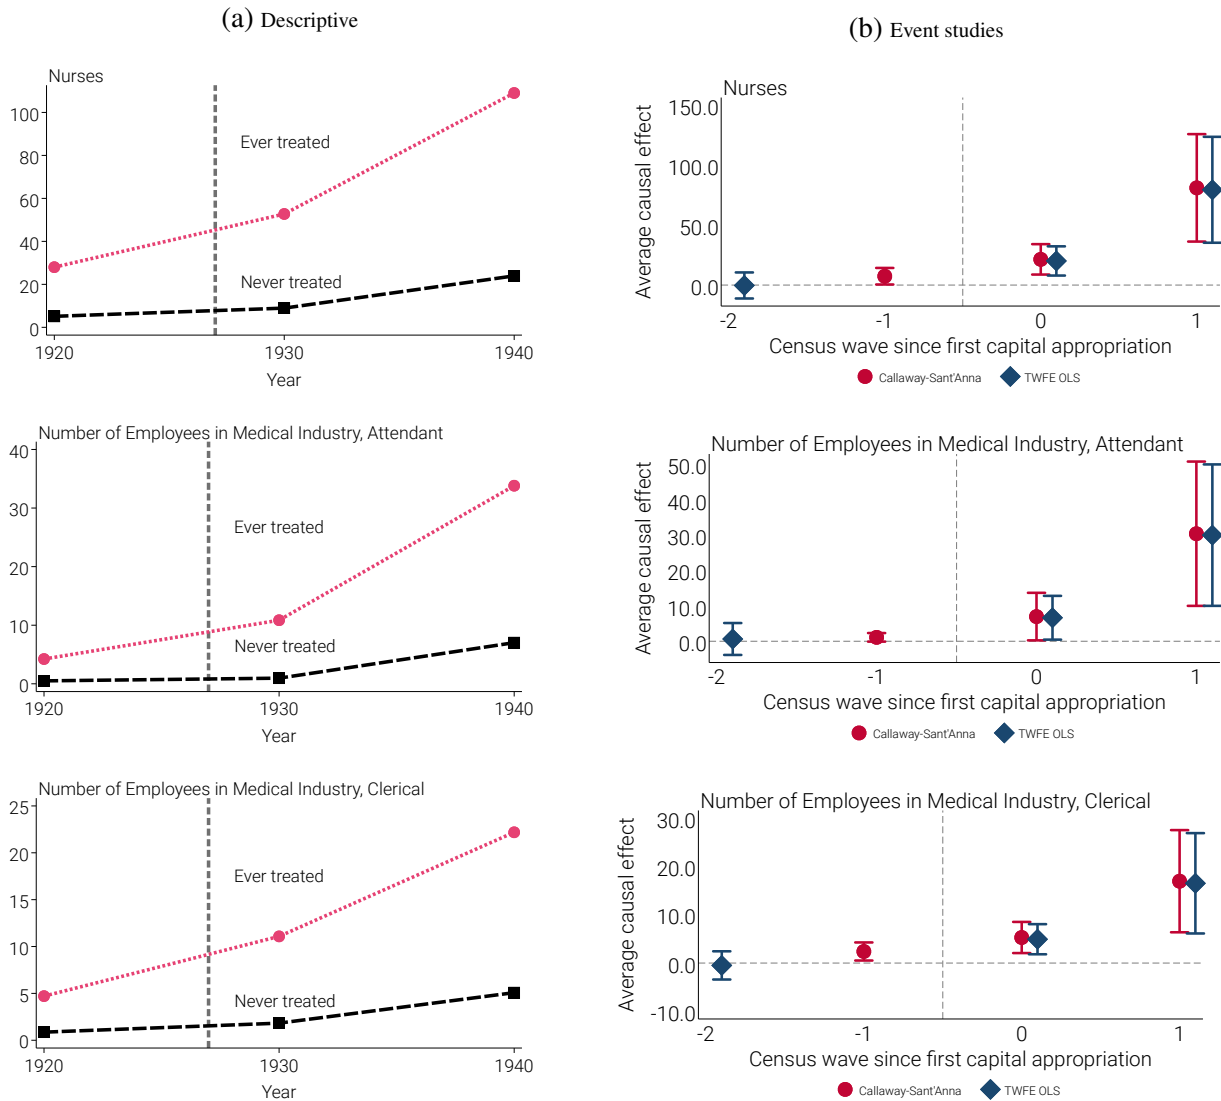 (a) Descriptive
Nurses
100
80
60
40
20
0
Ever treated
Never treated
1920
1930
1940
Year
Number of Employees in Medical Industry, Attendant
40
30
20
10
0
Ever treated
Never treated
1920
1930
1940
Year
Number of Employees in Medical Industry, Clerical
25
20
15
10
5
0
Ever treated
Never treated
1920
1930
1940
Year
(b) Event studies
Nurses
Average causal effect
150.0
100.0
50.0
0.0
-2
-1
0
1
Census wave since first capital appropriation
Callaway-Sant'Anna
TWFE OLS
Number of Employees in Medical Industry, Attendant
Average causal effect
50.0
40.0
30.0
20.0
10.0
0.0
-2
-1
0
1
Census wave since first capital appropriation
Callaway-Sant'Anna
TWFE OLS
Number of Employees in Medical Industry, Clerical
Average causal effect
30.0
20.0
10.0
0.0
-10.0
-2
-1
0
1
Census wave since first capital appropriation
Callaway-Sant'Anna
TWFE OLS